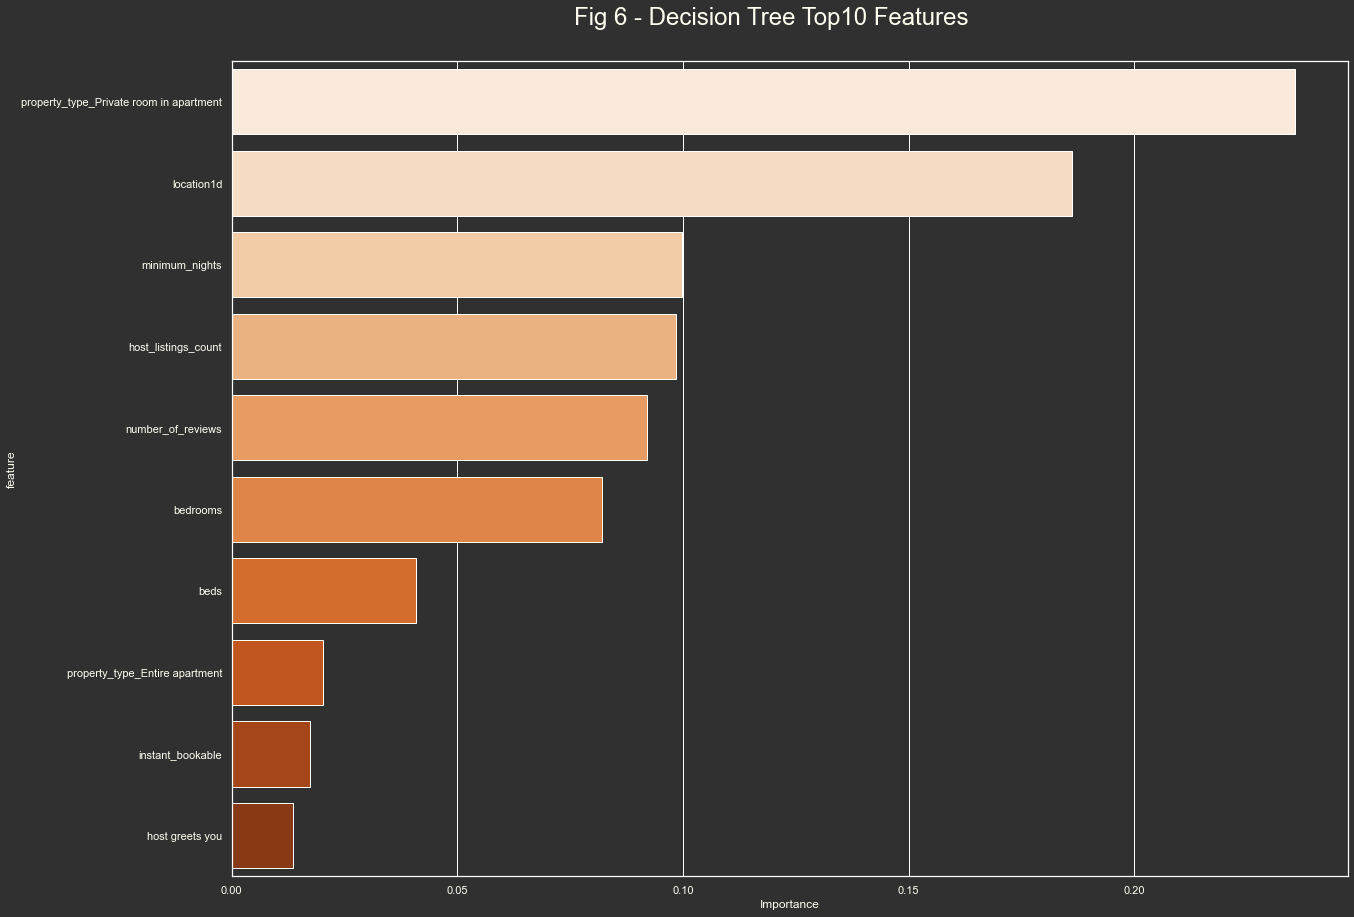 Fig 6 - Decision Tree Top10 Features
property_type_Private room in apartment
location1d
minimum_nights
host_listings_count
number_of_reviews
feature
bedrooms
beds
property_type_Entire apartment
instant_bookable
host greets you
0.00 0.05 0.10 0.15 0.20
Importance